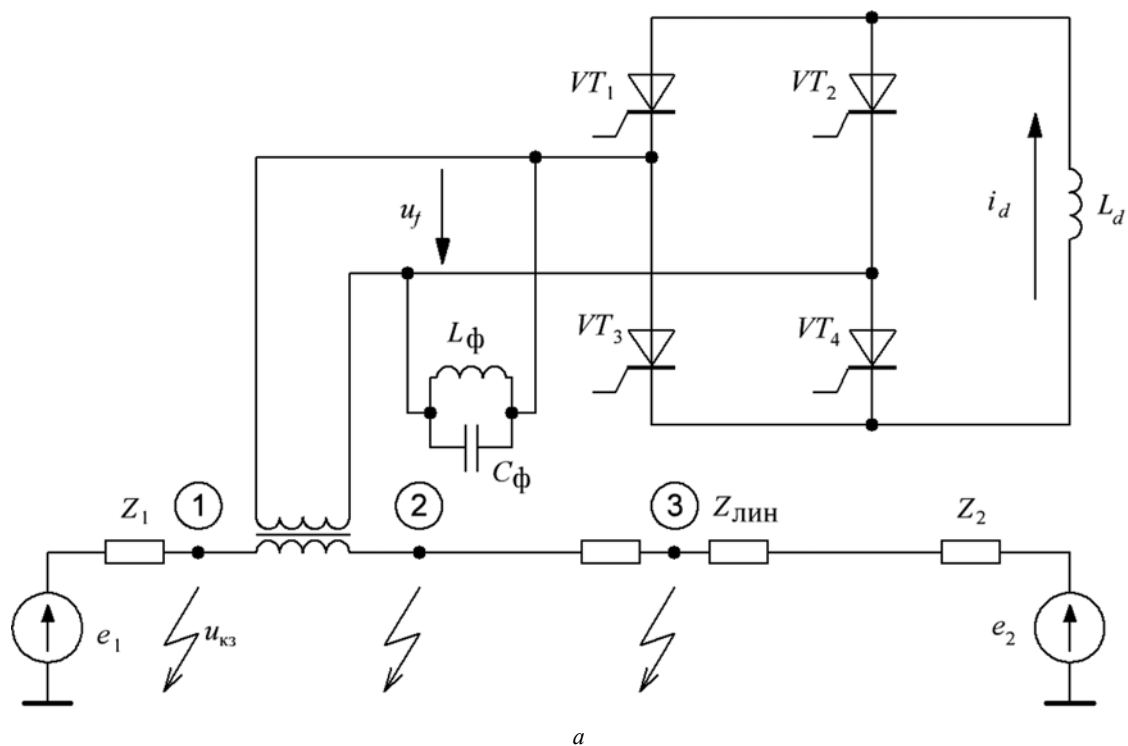 VT₁
VT₂
u_f
i_d
L_d
VT₃
VT₄
L_ф
C_ф
Z₁
1
2
3
Z_ЛИН
Z₂
e₁
u_кз
e₂
а